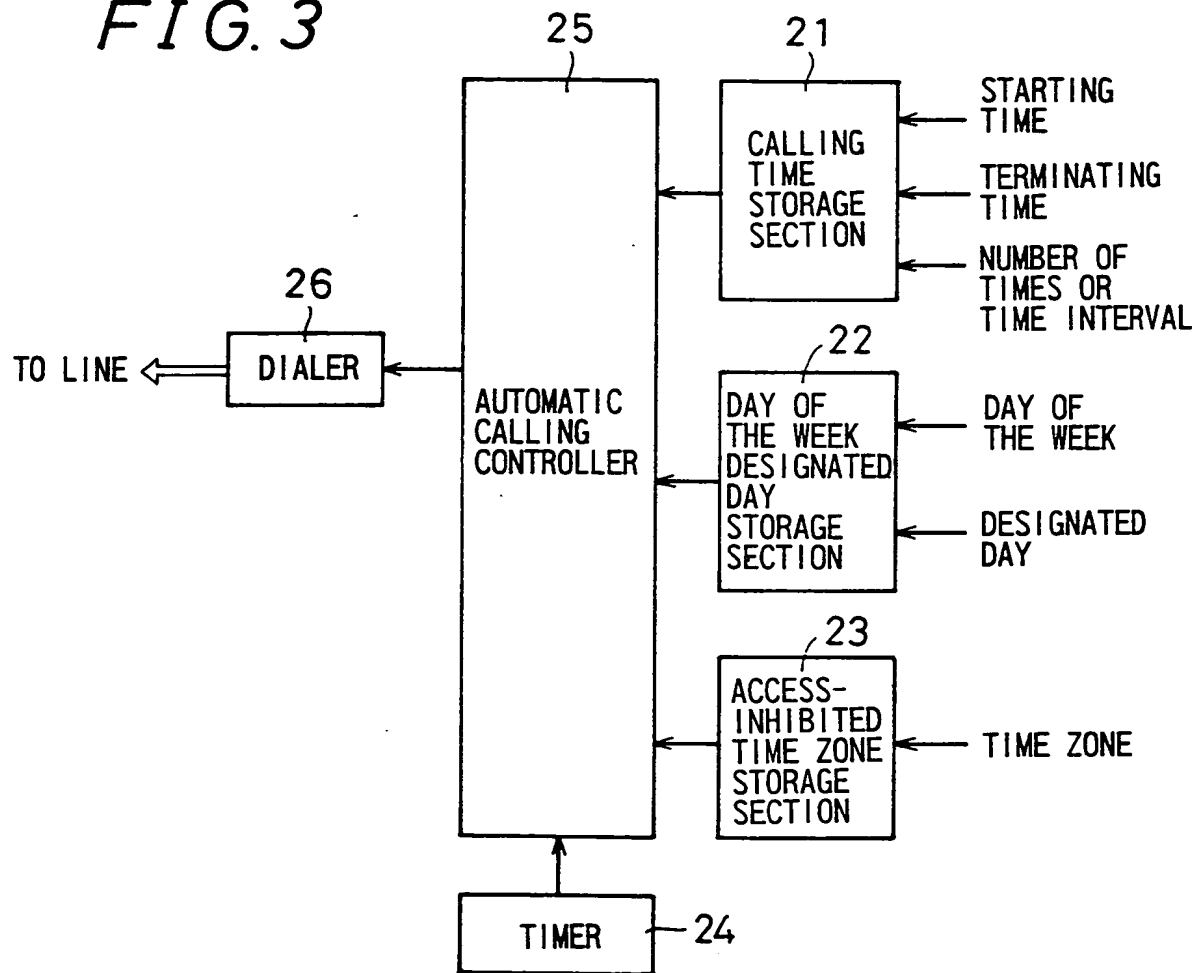 FIG. 3
25
21
STARTING
TIME
CALLING
TIME
STORAGE
SECTION
TERMINATING
TIME
NUMBER OF
TIMES OR
TIME INTERVAL
26
TO LINE
DIALER
AUTOMATIC
CALLING
CONTROLLER
22
DAY OF
THE WEEK
DESIGNATED
DAY
STORAGE
SECTION
DAY OF
THE WEEK
DESIGNATED
DAY
23
ACCESS-
INHIBITED
TIME ZONE
STORAGE
SECTION
TIME ZONE
TIMER
24